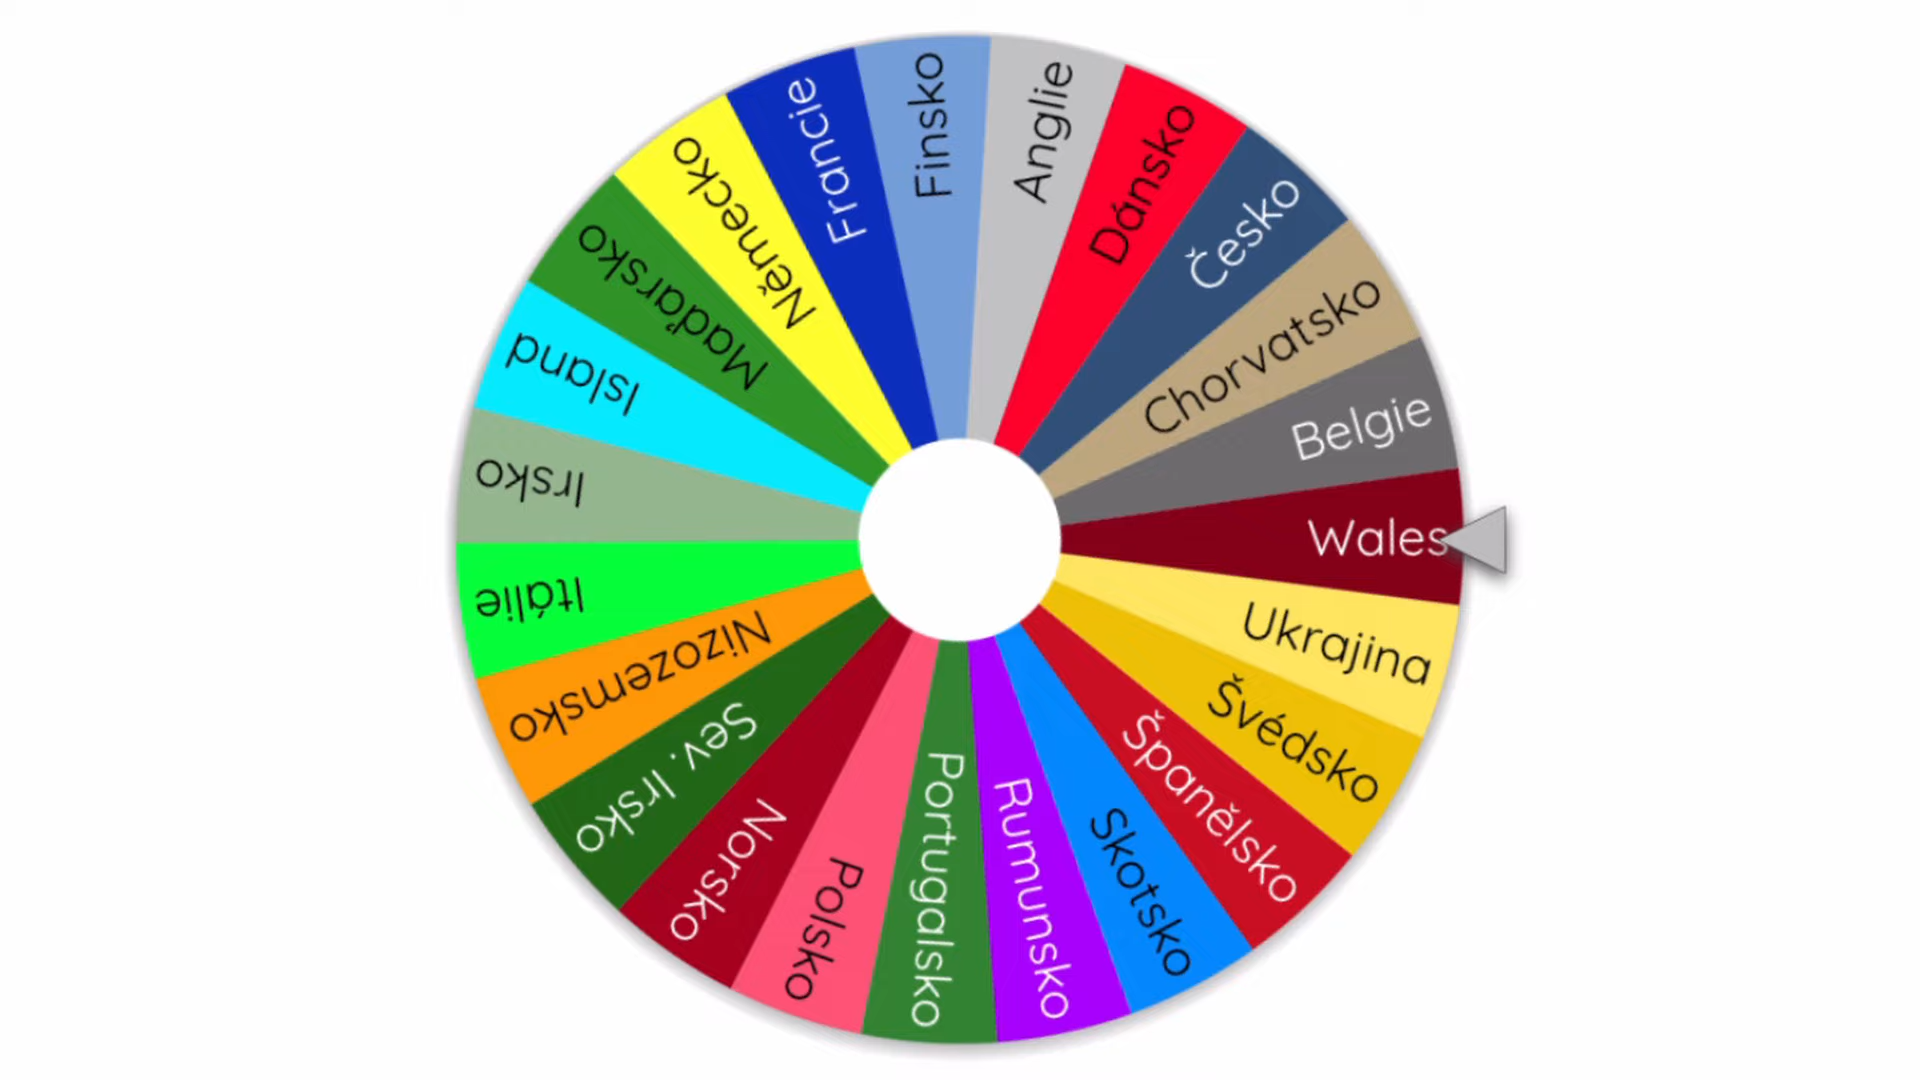 Finsko
Anglie
Dánsko
Česko
Chorvatsko
Belgie
Wales
Ukrajina
Švédsko
Španělsko
Skotsko
Rumunsko
Portugalsko
Polsko
Norsko
Sev. Irsko
Nizozemsko
Itálie
Irsko
Island
Maďarsko
Německo
Francie